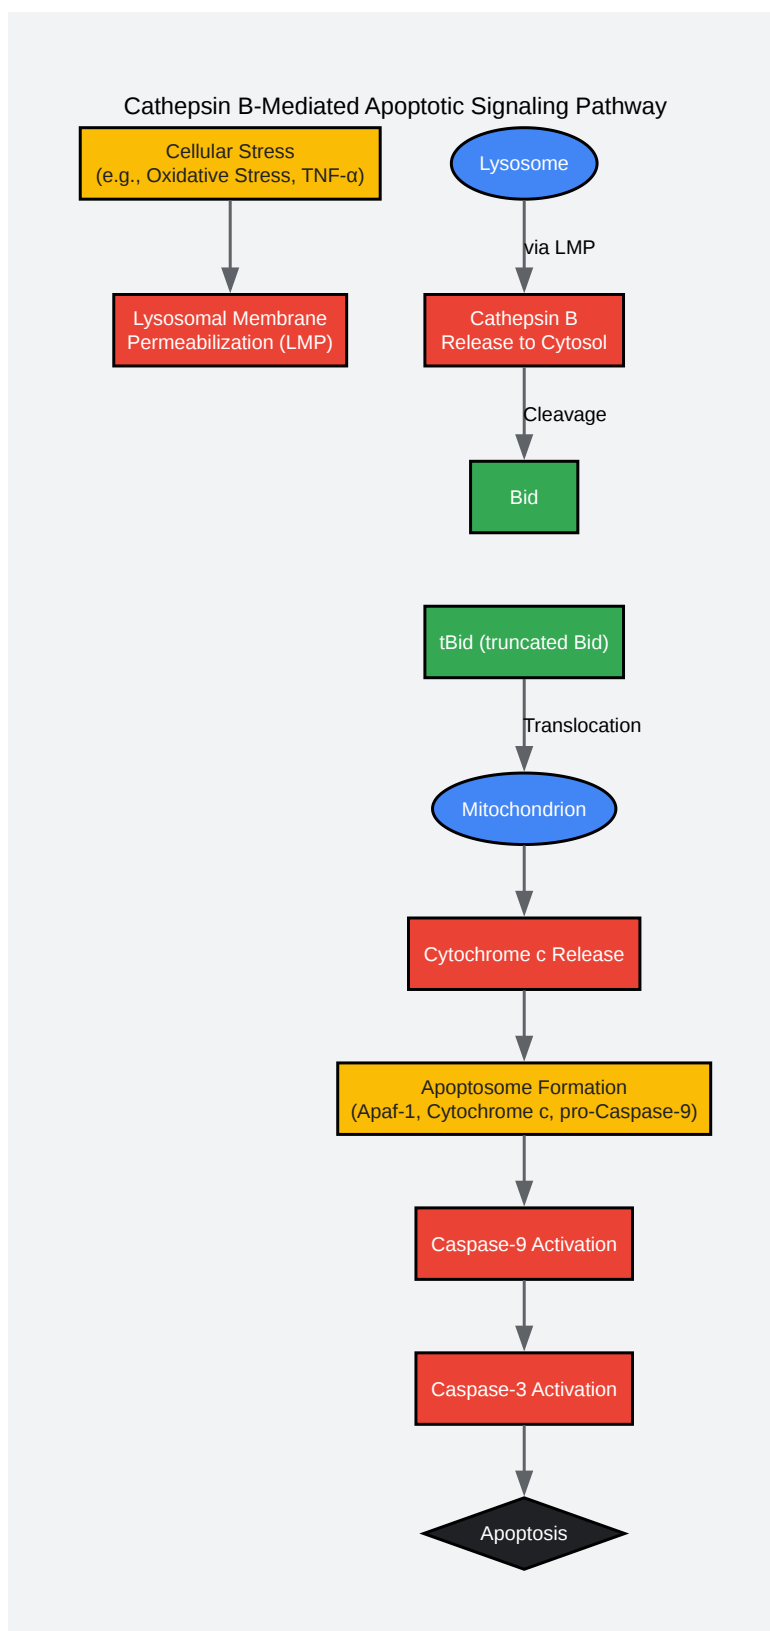 Cathepsin B-Mediated Apoptotic Signaling Pathway
Cellular Stress
(e.g., Oxidative Stress, TNF-α)
Lysosome
via LMP
Lysosomal Membrane
Permeabilization (LMP)
Cathepsin B
Release to Cytosol
Cleavage
Bid
tBid (truncated Bid)
Translocation
Mitochondrion
Cytochrome c Release
Apoptosome Formation
(Apaf-1, Cytochrome c, pro-Caspase-9)
Caspase-9 Activation
Caspase-3 Activation
Apoptosis